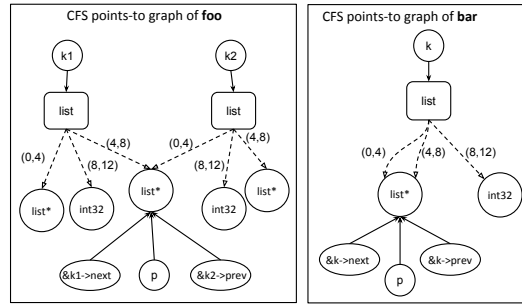 CFS points-to graph of foo
k1 k2
list list
(0,4) (4,8) (0,4) (4,8)
(8,12) (8,12)
list* int32 list* int32 list*
&k1->next p &k2->prev
CFS points-to graph of bar
k
list
(0,4) (4,8) (8,12)
list* int32
&k->next &k->prev
p